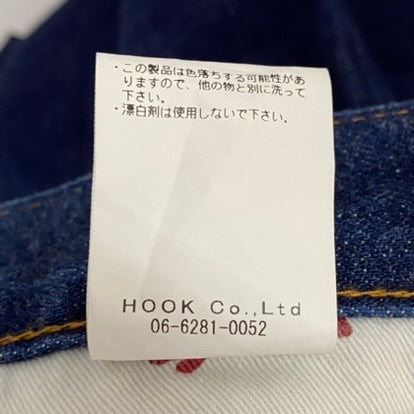 ・この製品は色落ちする可能性があ
りますので、他の物と別に洗って
下さい。
・漂白剤は使用しないで下さい。
HOOK Co.,Ltd
06-6281-0052